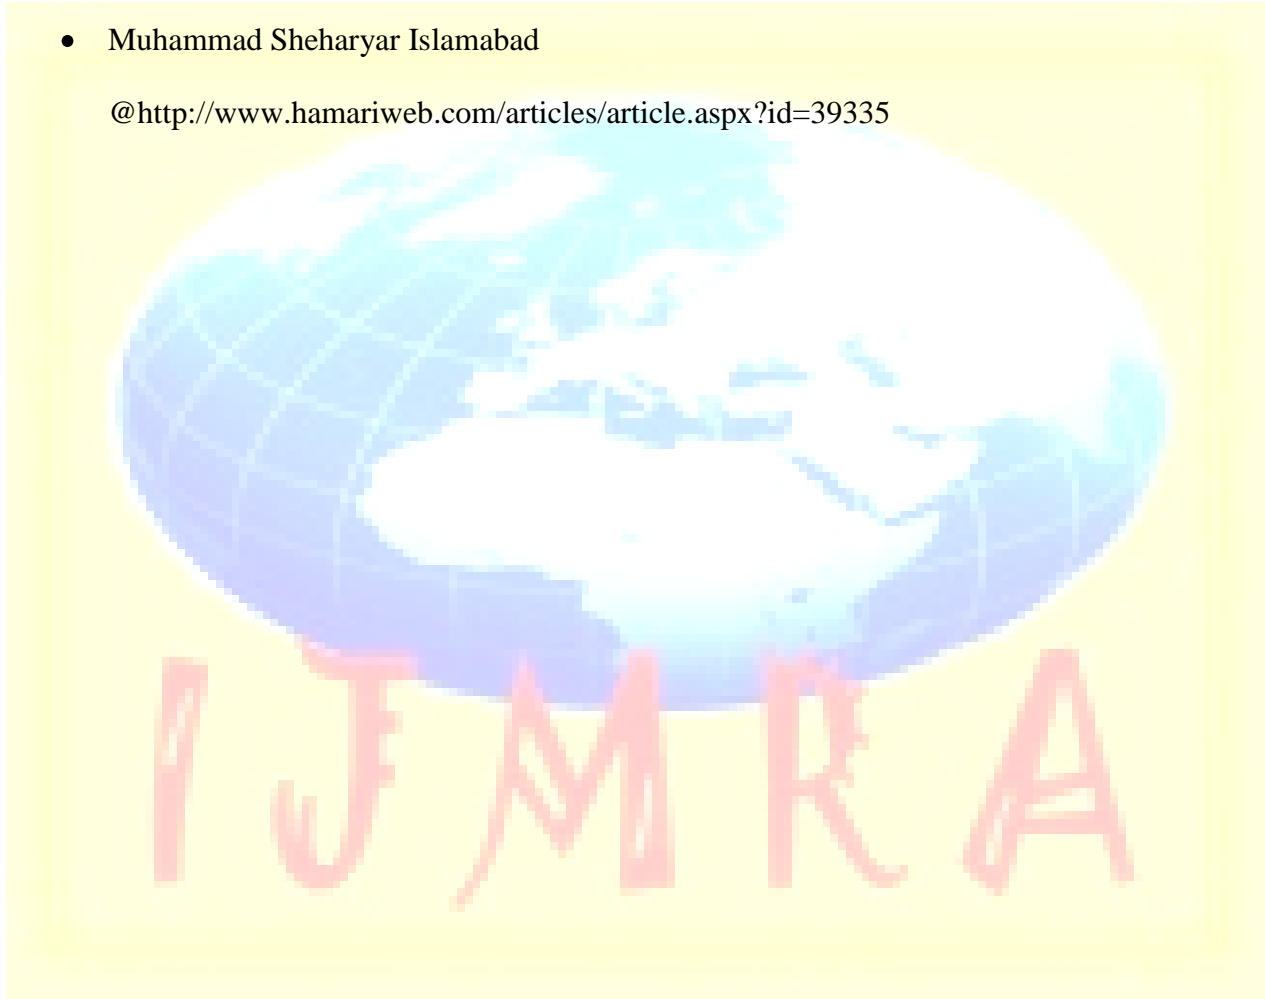 • Muhammad Sheharyar Islamabad
@http://www.hamariweb.com/articles/article.aspx?id=39335
IJMRA